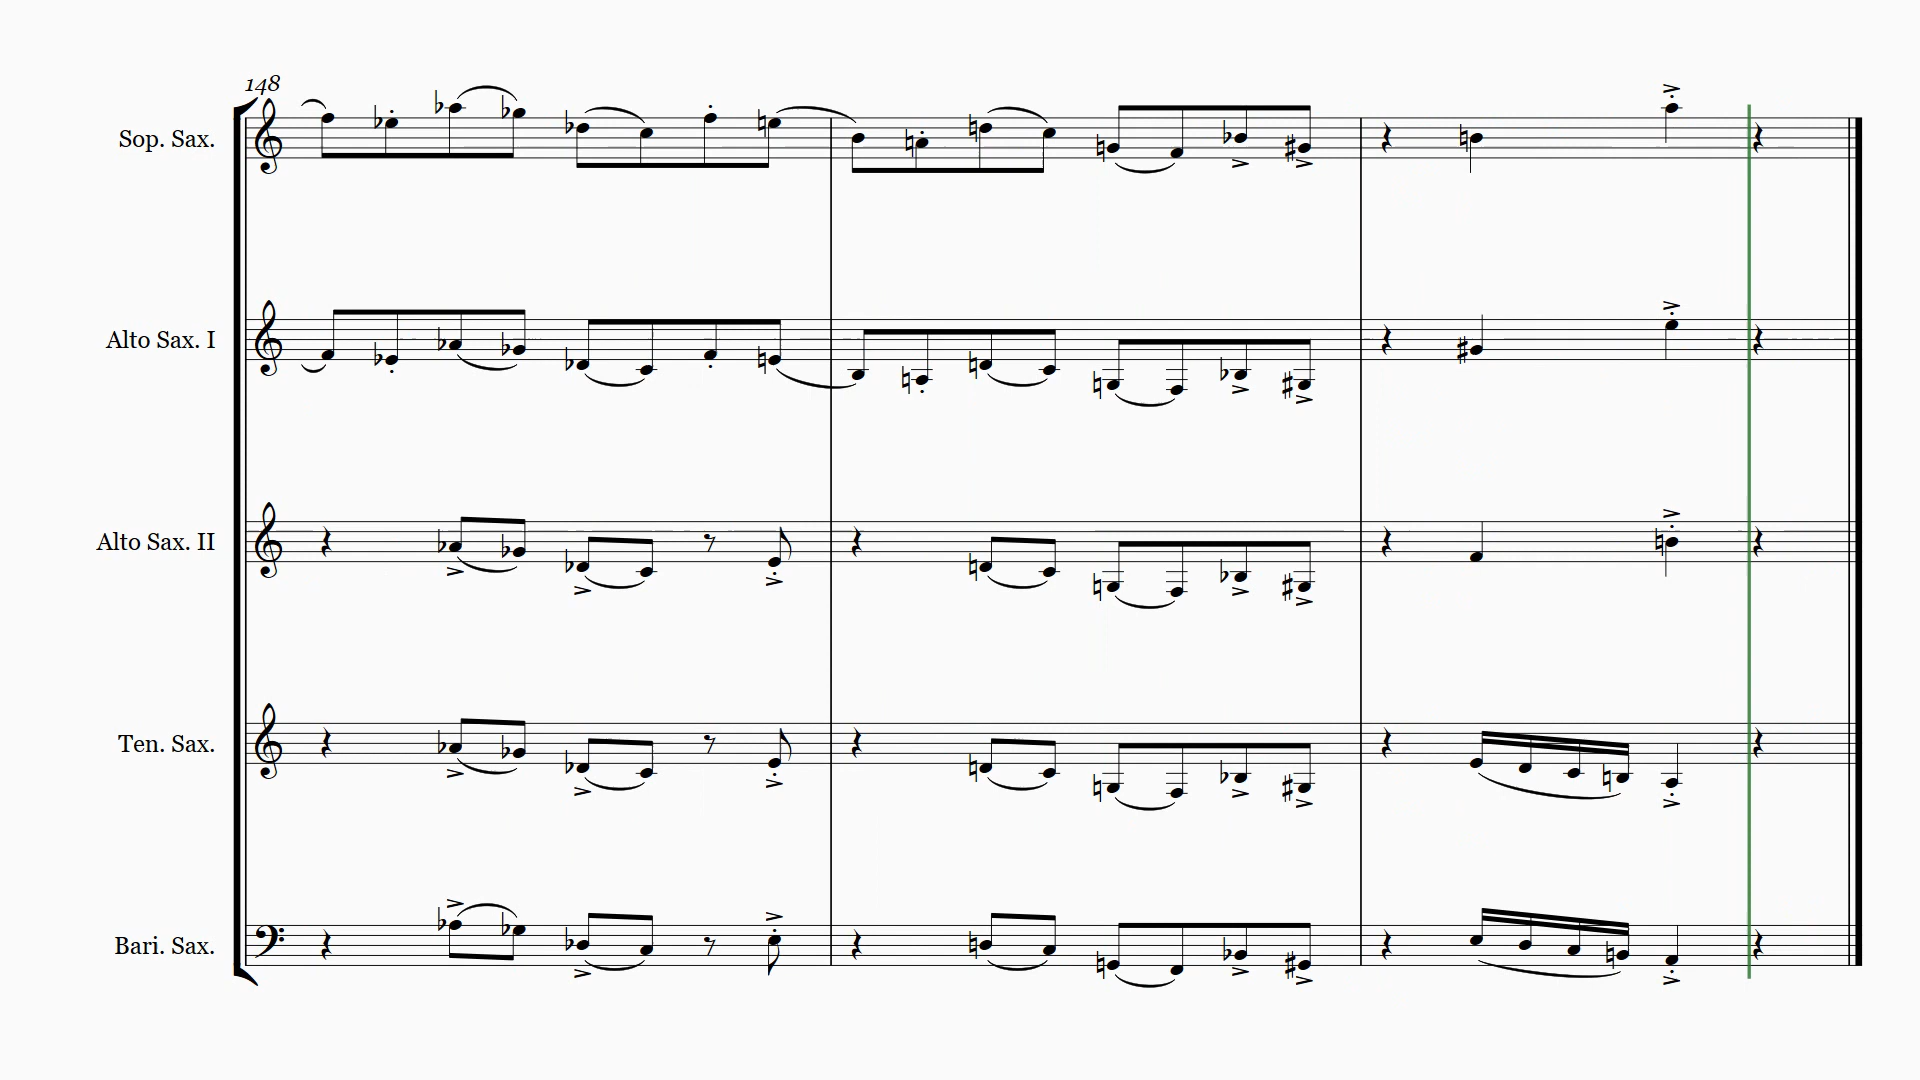 148
Sop. Sax.
Alto Sax. I
Alto Sax. II
Ten. Sax.
Bari. Sax.